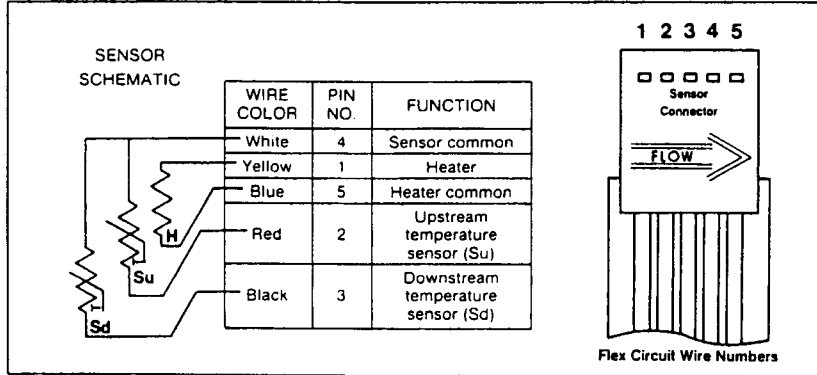 SENSOR
SCHEMATIC
WIRE COLOR PIN NO. FUNCTION
White 4 Sensor common
Yellow 1 Heater
Blue 5 Heater common
Red 2 Upstream temperature sensor (Su)
Black 3 Downstream temperature sensor (Sd)
H
Su
Sd
1 2 3 4 5
Sensor
Connector
FLOW
Flex Circuit Wire Numbers